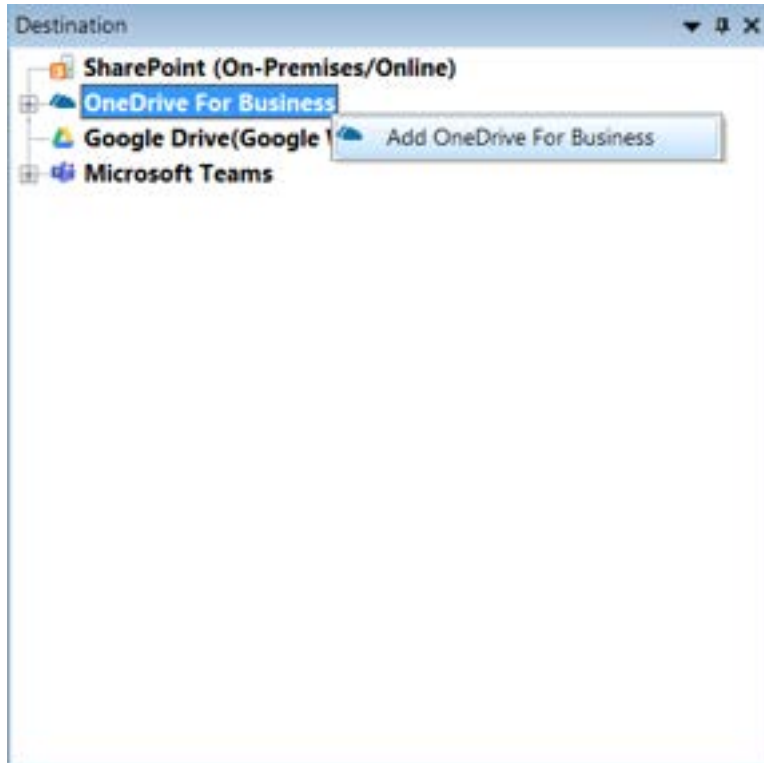 Destination
SharePoint (On-Premises/Online)
OneDrive For Business
Google Drive(Google
Add OneDrive For Business
Microsoft Teams